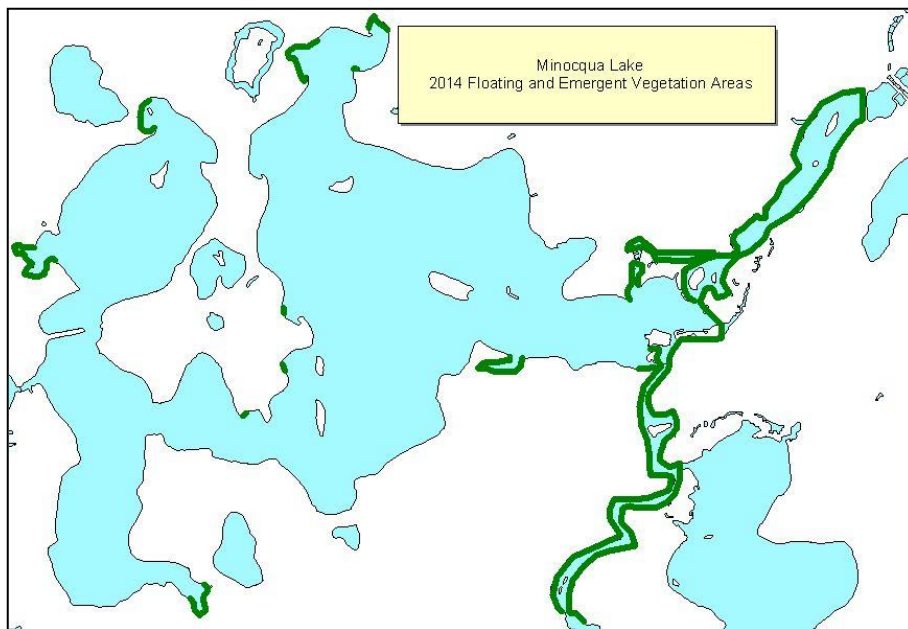 Minocqua Lake
2014 Floating and Emergent Vegetation Areas